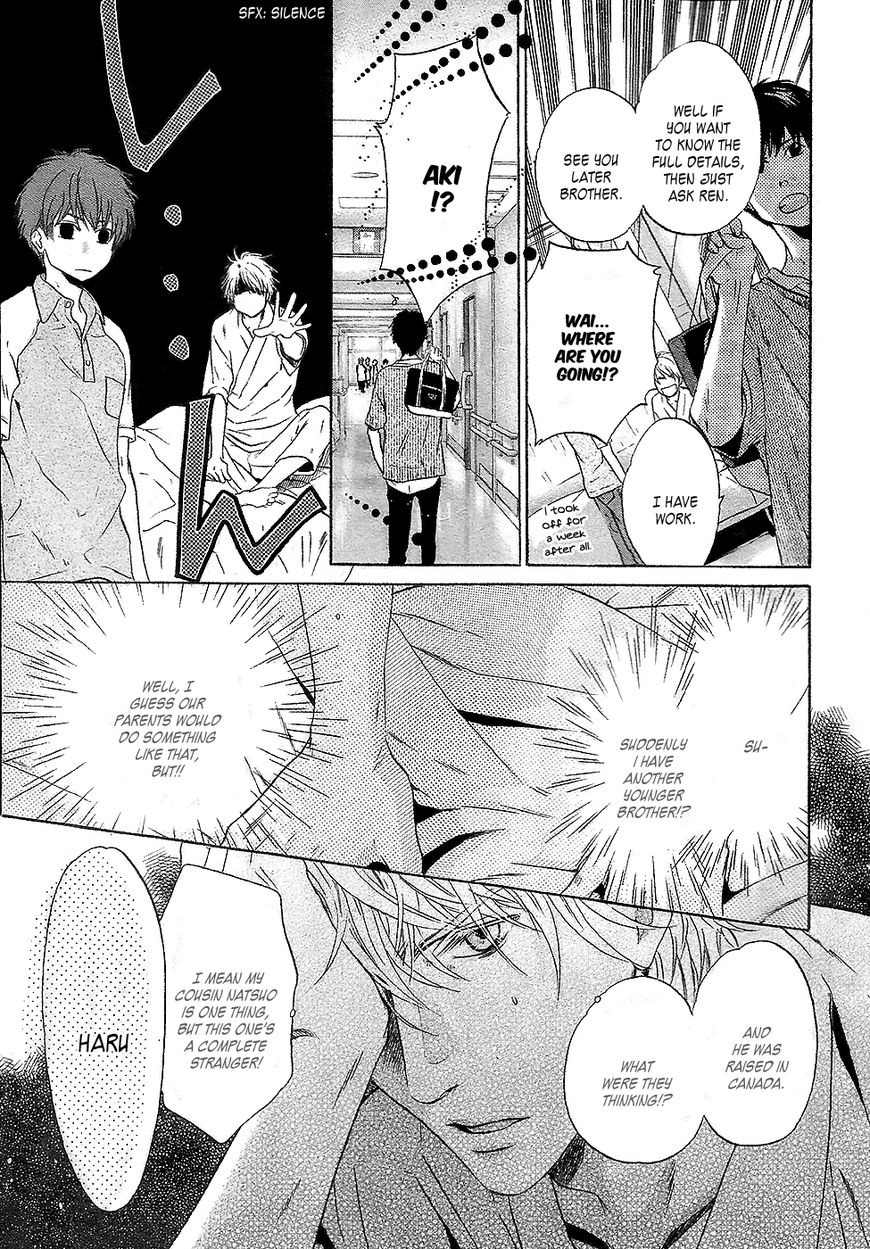 WELL IF
YOU WANT
TO KNOW THE
FULL DETAILS,
THEN JUST
ASK REN.
SEE YOU
LATER
BROTHER.
WAI...
WHERE
ARE YOU
GOING!?
I HAVE
WORK.
I took
off for
a week
after all.
AKI
!?
SFX: SILENCE
し
ん
SU-
SUDDENLY
I HAVE
ANOTHER
YOUNGER
BROTHER!?
WELL, I
GUESS OUR
PARENTS WOULD
DO SOMETHING
LIKE THAT,
BUT!!
AND
HE WAS
RAISED IN
CANADA.
WHAT
WERE THEY
THINKING!?
I MEAN MY
COUSIN NATSUO
IS ONE THING,
BUT THIS ONE'S
A COMPLETE
STRANGER!
HARU